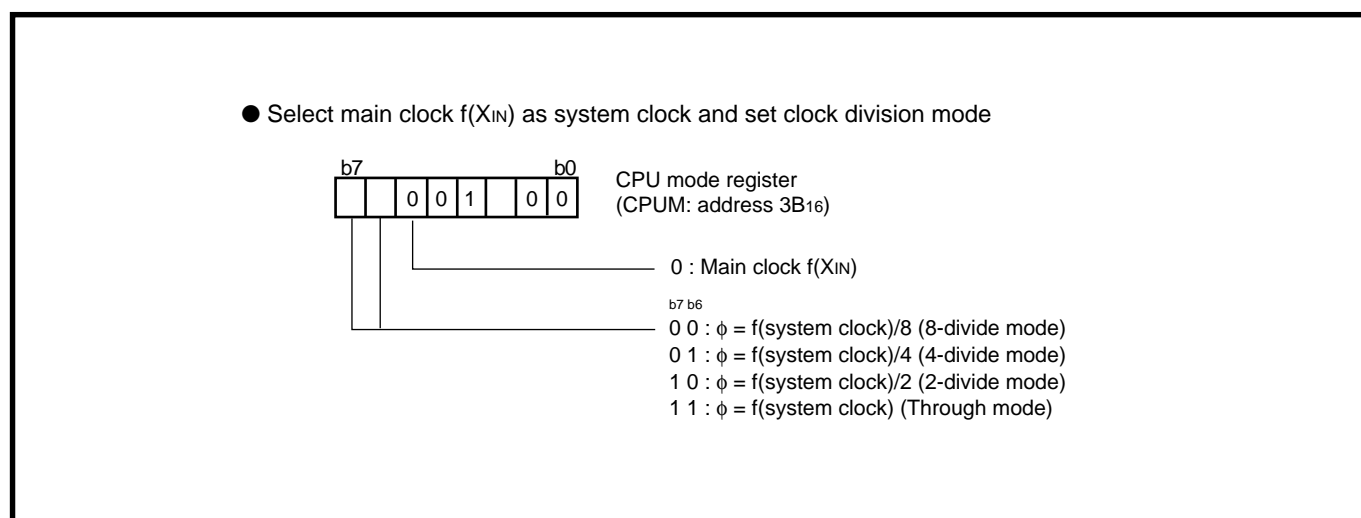 ● Select main clock f(XIN) as system clock and set clock division mode
b7 b0
0 0 1 0 0
CPU mode register
(CPUM: address 3B16)
0 : Main clock f(XIN)
b7 b6
0 0 : ϕ = f(system clock)/8 (8-divide mode)
0 1 : ϕ = f(system clock)/4 (4-divide mode)
1 0 : ϕ = f(system clock)/2 (2-divide mode)
1 1 : ϕ = f(system clock) (Through mode)